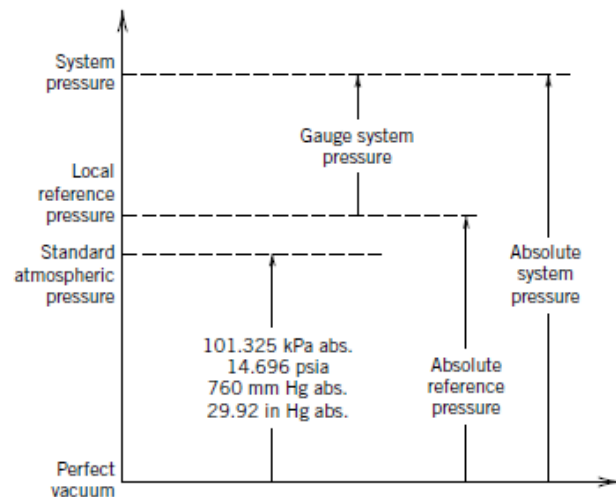 System
pressure
Gauge system
pressure
Local
reference
pressure
Standard
atmospheric
pressure
Absolute
system
pressure
101.325 kPa abs.
14.696 psia
760 mm Hg abs.
29.92 in Hg abs.
Absolute
reference
pressure
Perfect
vacuum